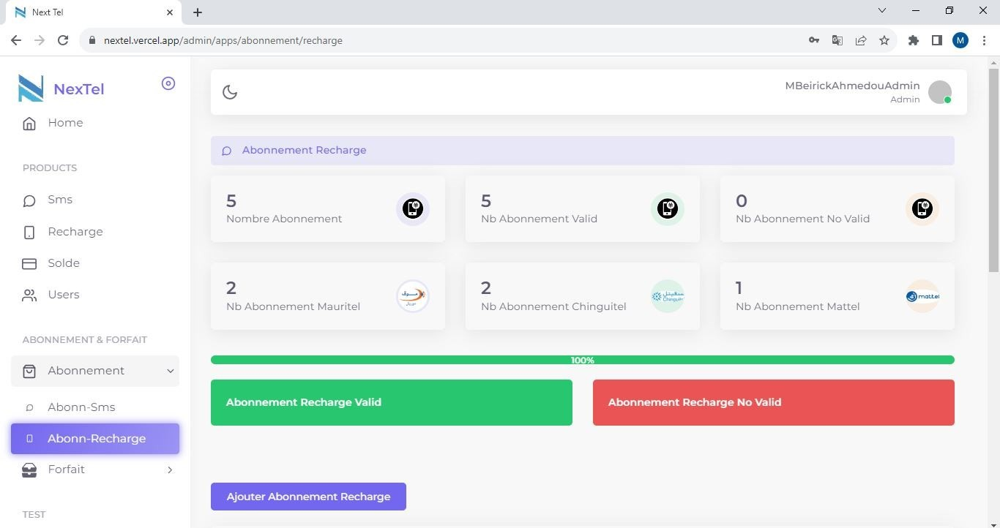 Next Tel
nextel.vercel.app/admin/apps/abonnement/recharge
M
NexTel
Home
PRODUCTS
Sms
Recharge
Solde
Users
ABONNEMENT & FORFAIT
Abonnement
Abonn-Sms
Abonn-Recharge
Forfait
TEST
MBeirickAhmedouAdmin
Admin
Abonnement Recharge
5
Nombre Abonnement
5
Nb Abonnement Valid
0
Nb Abonnement No Valid
2
Nb Abonnement Mauritel
2
Nb Abonnement Chinguitel
1
Nb Abonnement Mattel
mattel
100%
Abonnement Recharge Valid
Abonnement Recharge No Valid
Ajouter Abonnement Recharge